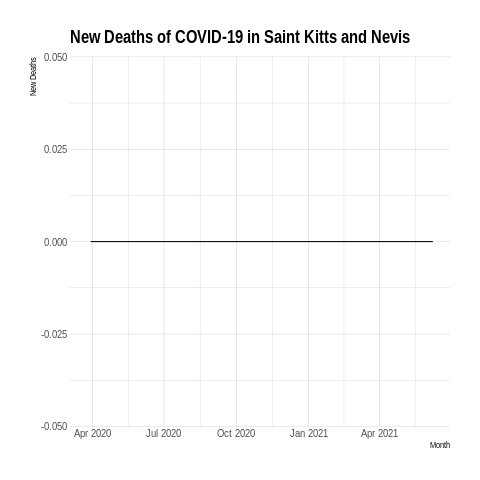 New Deaths of COVID-19 in Saint Kitts and Nevis
New Deaths
0.050
0.025
0.000
-0.025
-0.050
Apr 2020 Jul 2020 Oct 2020 Jan 2021 Apr 2021
Month